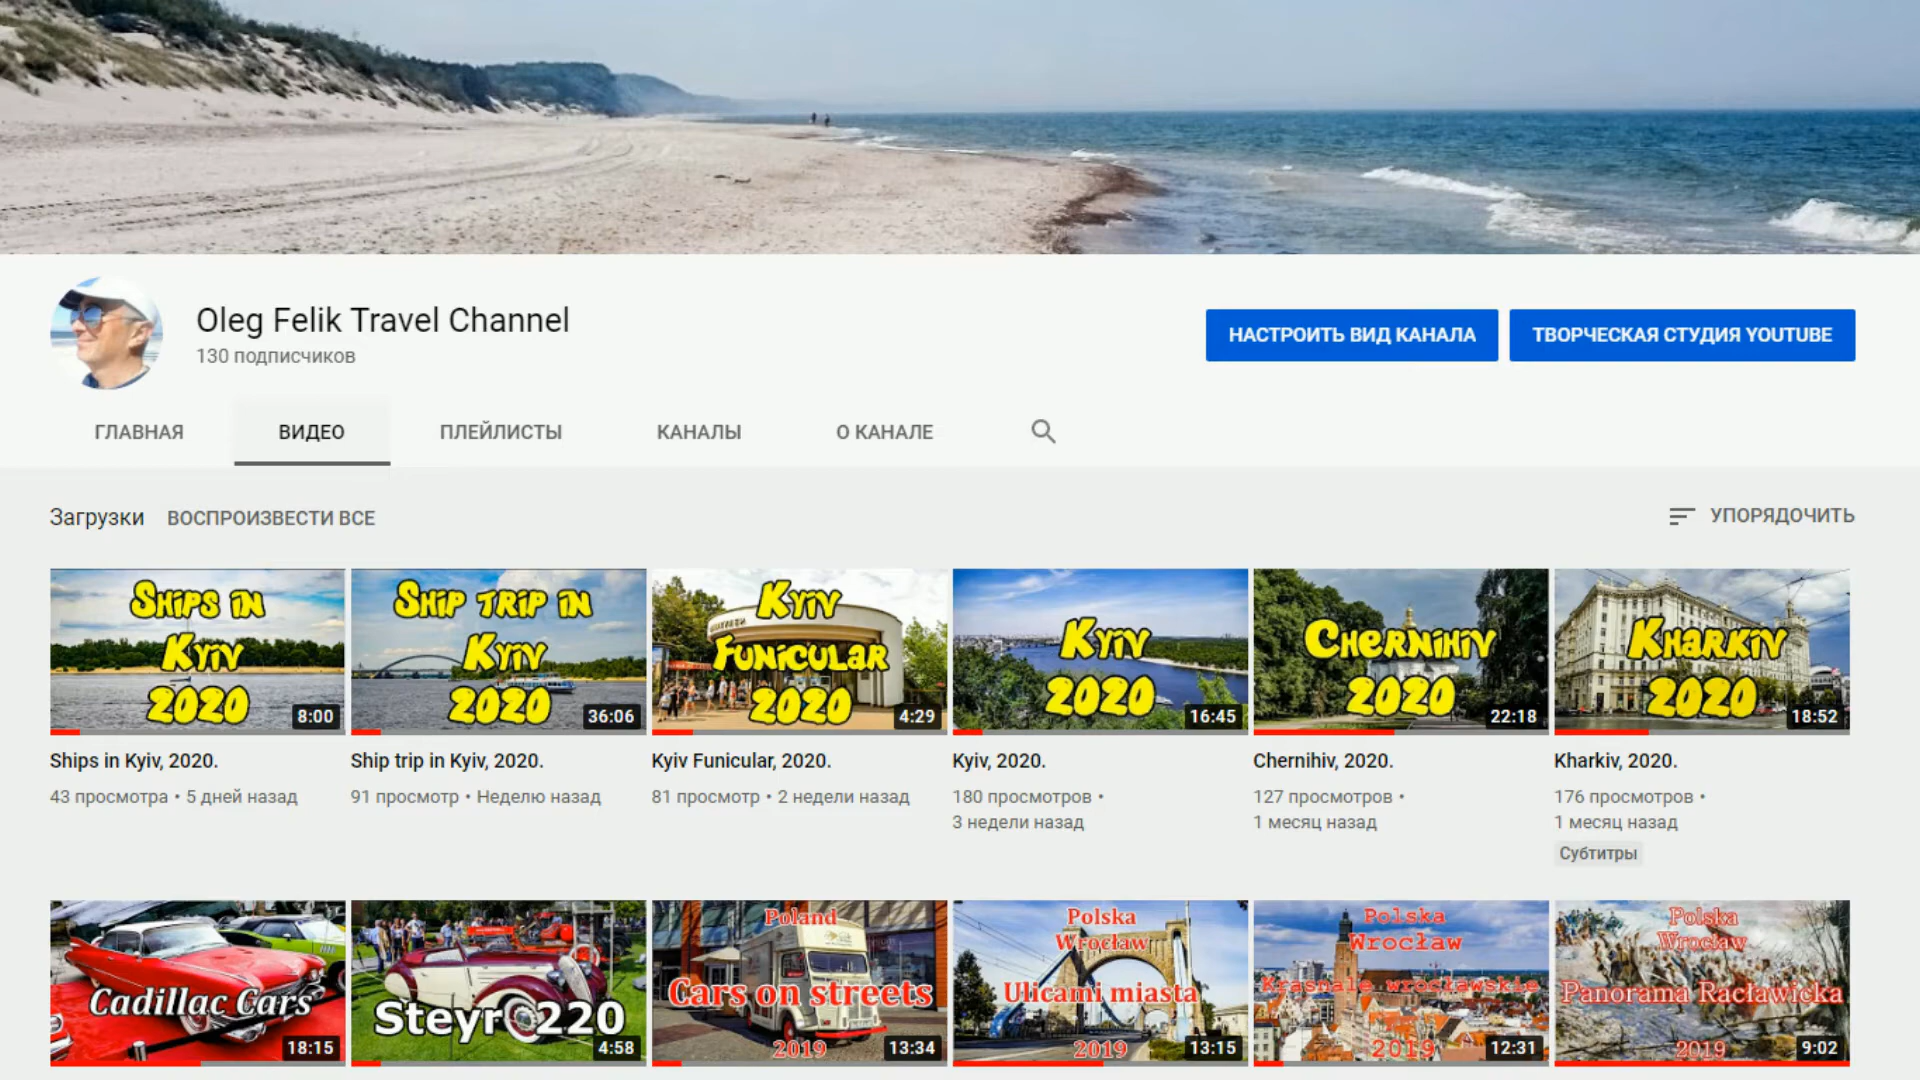 Oleg Felik Travel Channel
130 подписчиков
НАСТРОИТЬ ВИД КАНАЛА
ТВОРЧЕСКАЯ СТУДИЯ YOUTUBE
ГЛАВНАЯ
ВИДЕО
ПЛЕЙЛИСТЫ
КАНАЛЫ
О КАНАЛЕ
Загрузки
ВОСПРОИЗВЕСТИ ВСЕ
УПОРЯДОЧИТЬ
Ships in
Kyiv
2020
8:00
Ships in Kyiv, 2020.
43 просмотра • 5 дней назад
Ship trip in
Kyiv
2020
36:06
Ship trip in Kyiv, 2020.
91 просмотр • Неделю назад
Kyiv
Funicular
2020
4:29
Kyiv Funicular, 2020.
81 просмотр • 2 недели назад
Kyiv
2020
16:45
Kyiv, 2020.
180 просмотров •
3 недели назад
Chernihiv
2020
22:18
Chernihiv, 2020.
127 просмотров •
1 месяц назад
Kharkiv
2020
18:52
Kharkiv, 2020.
176 просмотров •
1 месяц назад
Субтитры
Cadillac Cars
18:15
Steyr 220
4:58
Poland
Cars on streets
2019
13:34
Polska
Wrocław
Ulicami miasta
2019
13:15
Polska
Wrocław
Krasnale wrocławskie
2019
12:31
Polska
Wrocław
Panorama Racławicka
2019
9:02